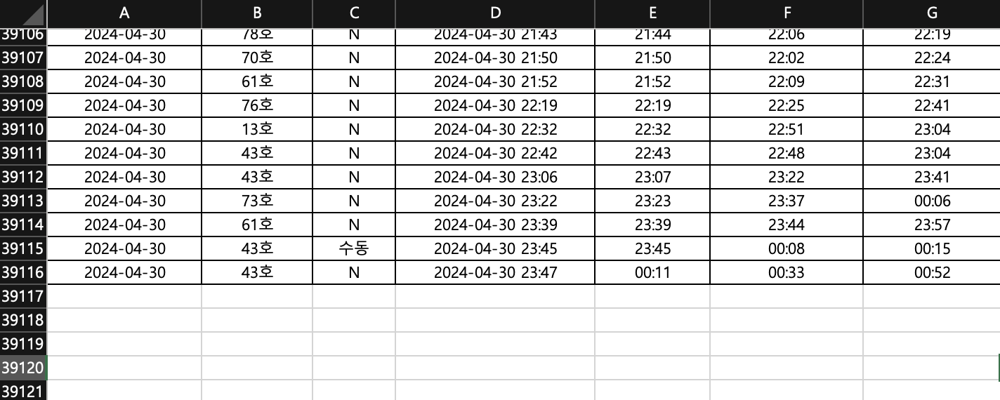 A B C D E F G
39106 2024-04-30 78호 N 2024-04-30 21:43 21:44 22:06 22:19
39107 2024-04-30 70호 N 2024-04-30 21:50 21:50 22:02 22:24
39108 2024-04-30 61호 N 2024-04-30 21:52 21:52 22:09 22:31
39109 2024-04-30 76호 N 2024-04-30 22:19 22:19 22:25 22:41
39110 2024-04-30 13호 N 2024-04-30 22:32 22:32 22:51 23:04
39111 2024-04-30 43호 N 2024-04-30 22:42 22:43 22:48 23:04
39112 2024-04-30 43호 N 2024-04-30 23:06 23:07 23:22 23:41
39113 2024-04-30 73호 N 2024-04-30 23:22 23:23 23:37 00:06
39114 2024-04-30 61호 N 2024-04-30 23:39 23:39 23:44 23:57
39115 2024-04-30 43호 수동 2024-04-30 23:45 23:45 00:08 00:15
39116 2024-04-30 43호 N 2024-04-30 23:47 00:11 00:33 00:52
39117
39118
39119
39120
39121